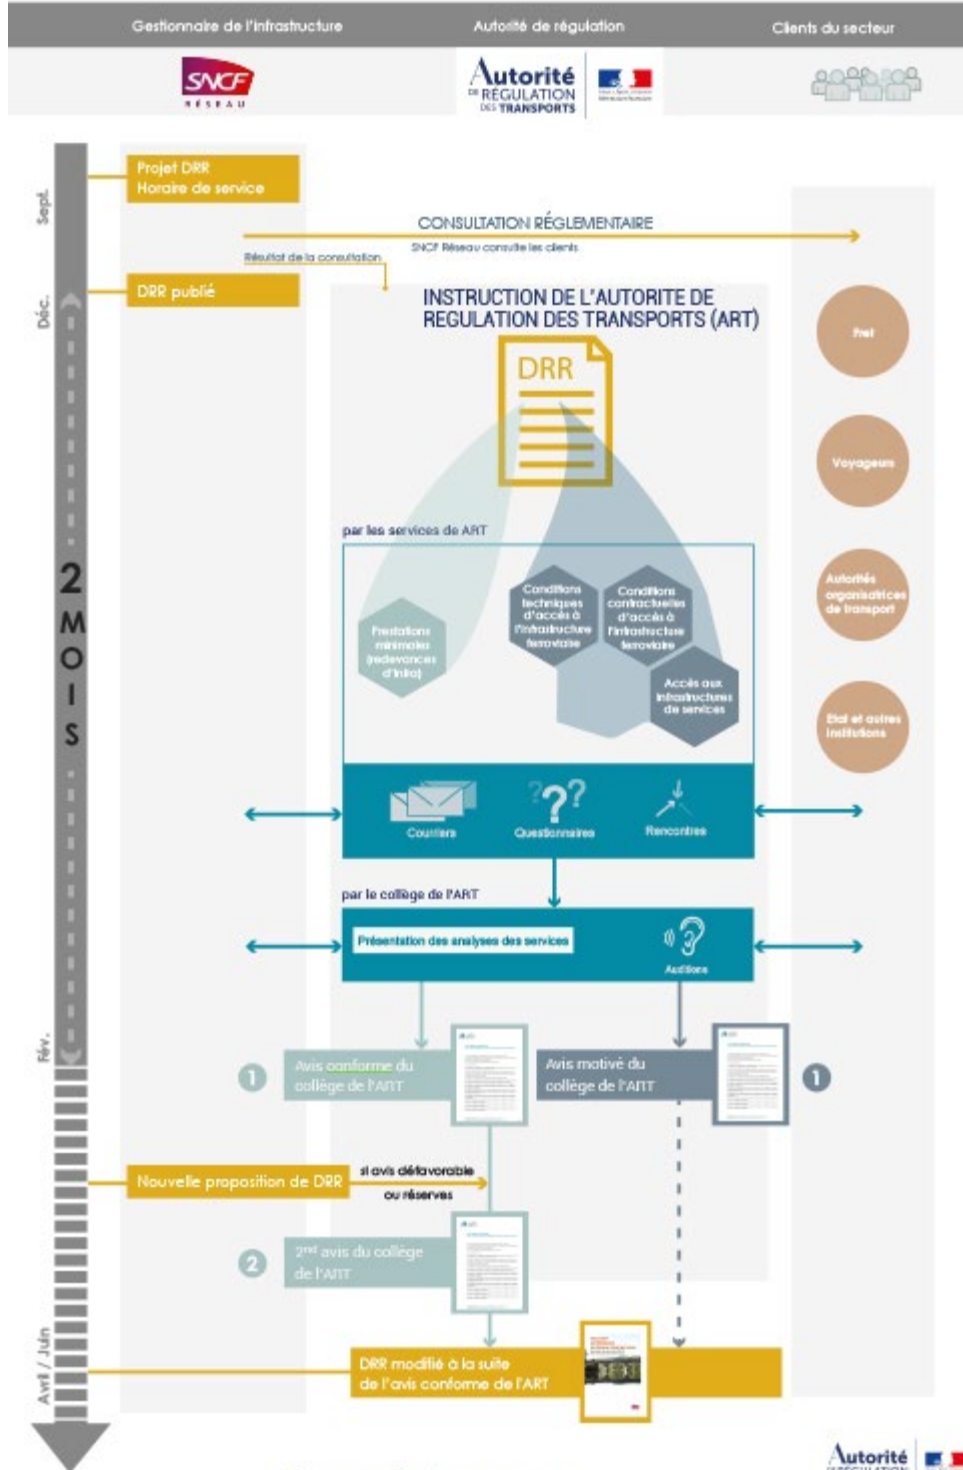 Gestionnaire de l'infrastructure
Autorité de régulation
Clients du secteur
SNCF
RÉSEAU
Autorité
DE RÉGULATION
DES TRANSPORTS
Sept.
Projet DRR
Horaire de service
CONSULTATION RÉGLEMENTAIRE
SNCF Réseau consulte les clients
Résultat de la consultation
Déc.
DRR publié
INSTRUCTION DE L'AUTORITE DE
REGULATION DES TRANSPORTS (ART)
DRR
Fret
Voyageurs
Autorités
organisatrices
de transport
Etat et autres
institutions
2
MOIS
par les services de ART
Prestations
minimales
(redevances
d'infra)
Conditions
techniques
d'accès à
l'infrastructure
ferroviaire
Conditions
contractuelles
d'accès à
l'infrastructure
ferroviaire
Accès aux
infrastructures
de services
Courriers
???
Questionnaires
Rencontres
par le collège de l'ART
Présentation des analyses des services
Auditions
Fév.
1
Avis conforme du
collège de l'ART
Avis motivé du
collège de l'ART
1
Nouvelle proposition de DRR
si avis défavorable
ou réserves
2
2nd avis du collège
de l'ART
Avril / Juin
DRR modifié à la suite
de l'avis conforme de l'ART
Autorité